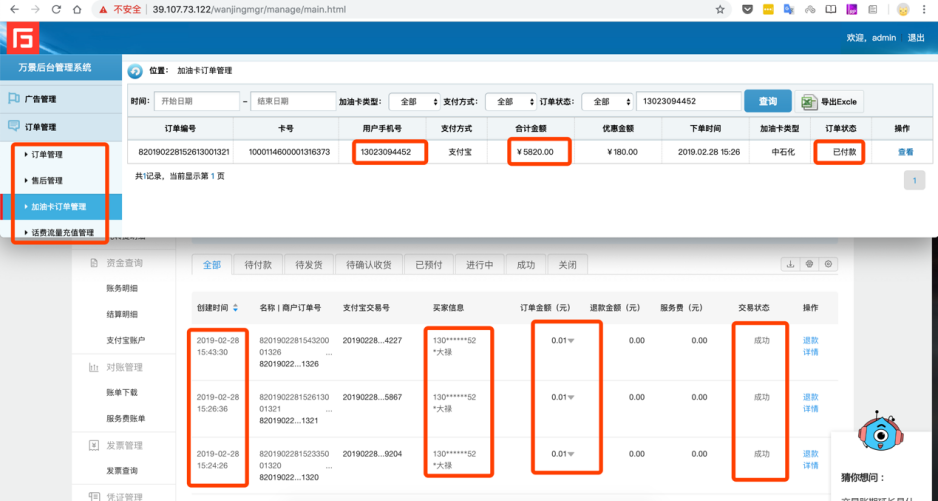 不安全 | 39.107.73.122/wanjingmgr/manage/main.html
欢迎, admin 退出
万景后台管理系统
位置： 加油卡订单管理
广告管理
时间： 开始日期 – 结束日期 加油卡类型： 全部 支付方式： 全部 订单状态： 全部 13023094452 查询 导出Excle
订单管理
订单编号 卡号 用户手机号 支付方式 合计金额 优惠金额 下单时间 加油卡类型 订单状态 操作
订单管理
820190228152613001321 1000114600001316373 13023094452 支付宝 ¥5820.00 ¥180.00 2019.02.28 15:26 中石化 已付款 查看
售后管理
共1记录，当前显示第 1 页
1
加油卡订单管理
话费流量充值管理
资金查询
全部 待付款 待发货 待确认收货 已预付 进行中 成功 关闭
账务明细
创建时间 名称 | 商户订单号 支付宝交易号 买家信息 订单金额（元） 退款金额（元） 服务费（元） 交易状态 操作
结算明细
支付宝账户
2019-02-28 8201902281543200 20190228...4227 130******52 0.01 0.00 0.00 成功 退款
15:43:30 01326 ... *大禄 详情
82019022...1326
对账管理
账单下载
2019-02-28 8201902281526130 20190228...5867 130******52 0.01 0.00 0.00 成功 退款
15:26:36 01321 ... *大禄 详情
82019022...1321
服务费账单
发票管理
2019-02-28 8201902281523350 20190228...9204 130******52 0.01 0.00 0.00 成功 退款
15:24:26 01320 ... *大禄 详情
82019022...1320
发票查询
猜你想问：
凭证管理